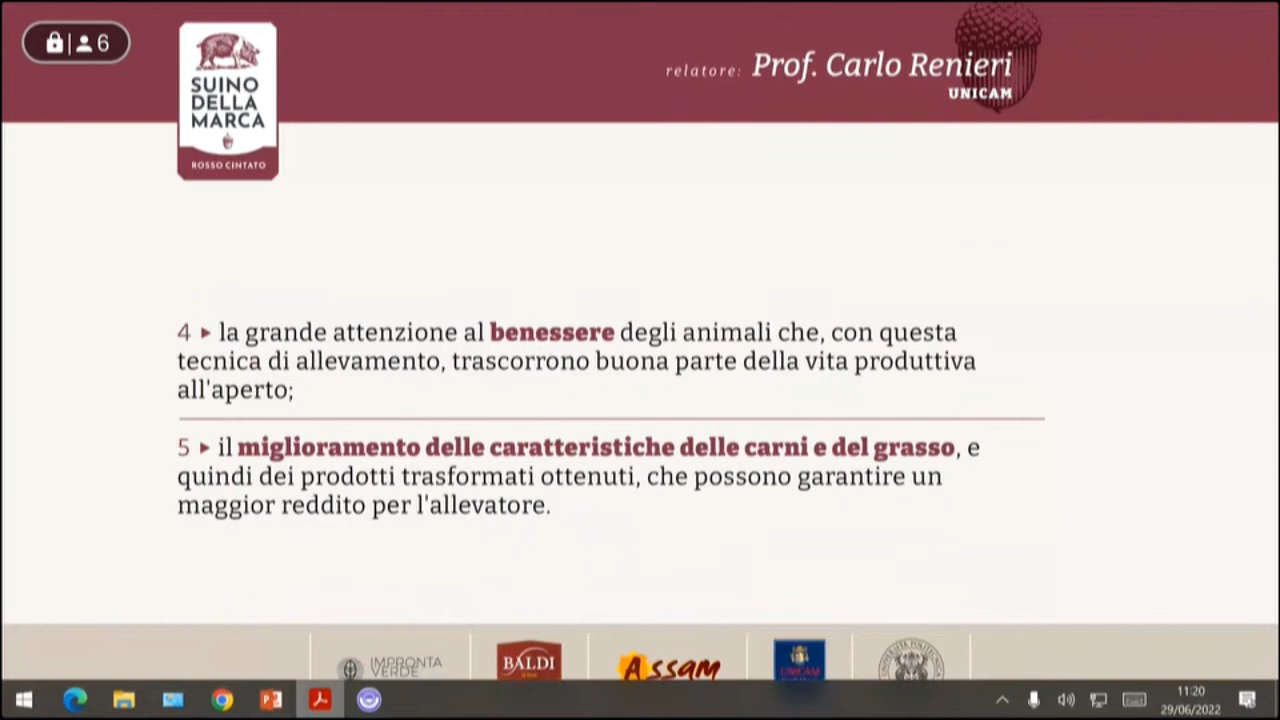 6
SUINO
DELLA
MARCA
ROSSO CINTATO
relatore: Prof. Carlo Renieri
UNICAM
4 ▸ la grande attenzione al benessere degli animali che, con questa
tecnica di allevamento, trascorrono buona parte della vita produttiva
all'aperto;
5 ▸ il miglioramento delle caratteristiche delle carni e del grasso, e
quindi dei prodotti trasformati ottenuti, che possono garantire un
maggior reddito per l'allevatore.
IMPRONTA
VERDE
BALDI
Assam
UNICAM
11:20
29/06/2022